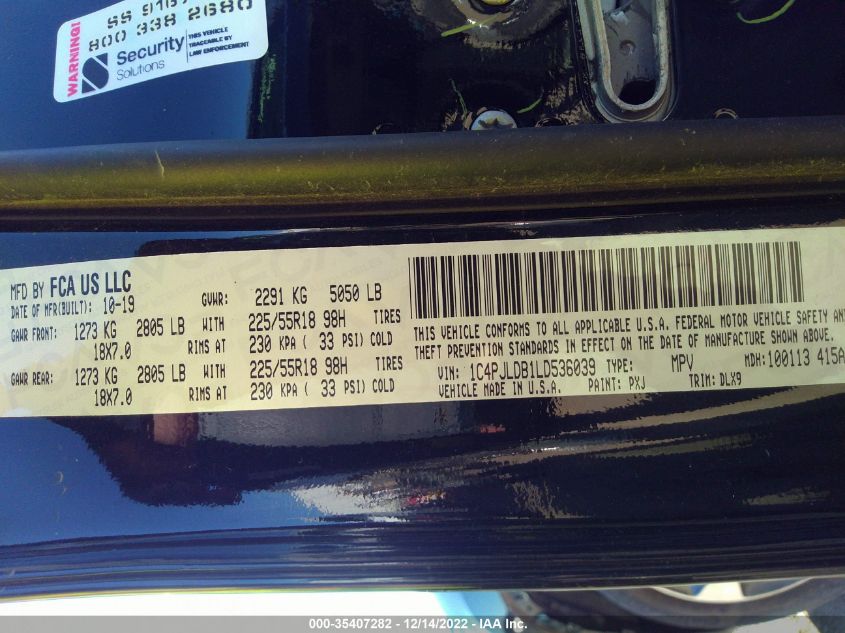 WARNING!
800 338 2680
Security
Solutions
THIS VEHICLE
TRACEABLE BY
LAW ENFORCEMENT
MFD BY FCA US LLC
DATE OF MFR(BUILT): 10-19 GVWR: 2291 KG 5050 LB
GAWR FRONT: 1273 KG 2805 LB WITH 225/55R18 98H TIRES
18X7.0 RIMS AT 230 KPA ( 33 PSI) COLD
GAWR REAR: 1273 KG 2805 LB WITH 225/55R18 98H TIRES
18X7.0 RIMS AT 230 KPA ( 33 PSI) COLD
THIS VEHICLE CONFORMS TO ALL APPLICABLE U.S.A. FEDERAL MOTOR VEHICLE SAFETY AN
THEFT PREVENTION STANDARDS IN EFFECT ON THE DATE OF MANUFACTURE SHOWN ABOVE.
VIN: 1C4PJLDB1LD536039 TYPE: MPV MDH:100113 415A
VEHICLE MADE IN U.S.A. PAINT: PXJ TRIM: DLX9
000-35407282 - 12/14/2022 - IAA Inc.